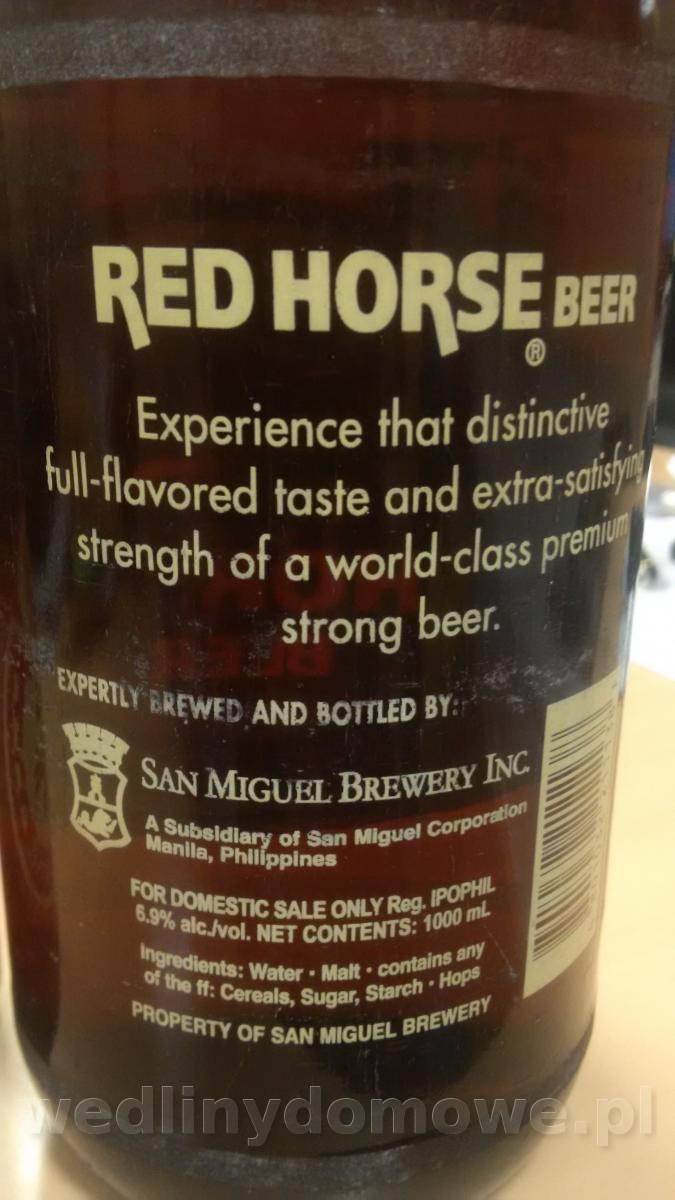 RED HORSE BEER
®
Experience that distinctive
full-flavored taste and extra-satisfying
strength of a world-class premium
strong beer.
EXPERTLY BREWED AND BOTTLED BY:
SAN MIGUEL BREWERY INC.
A Subsidiary of San Miguel Corporation
Manila, Philippines
FOR DOMESTIC SALE ONLY Reg. IPOPHIL
6.9% alc./vol. NET CONTENTS: 1000 mL
Ingredients: Water • Malt • contains any
of the ff: Cereals, Sugar, Starch • Hops
PROPERTY OF SAN MIGUEL BREWERY
wedlinydomowe.pl